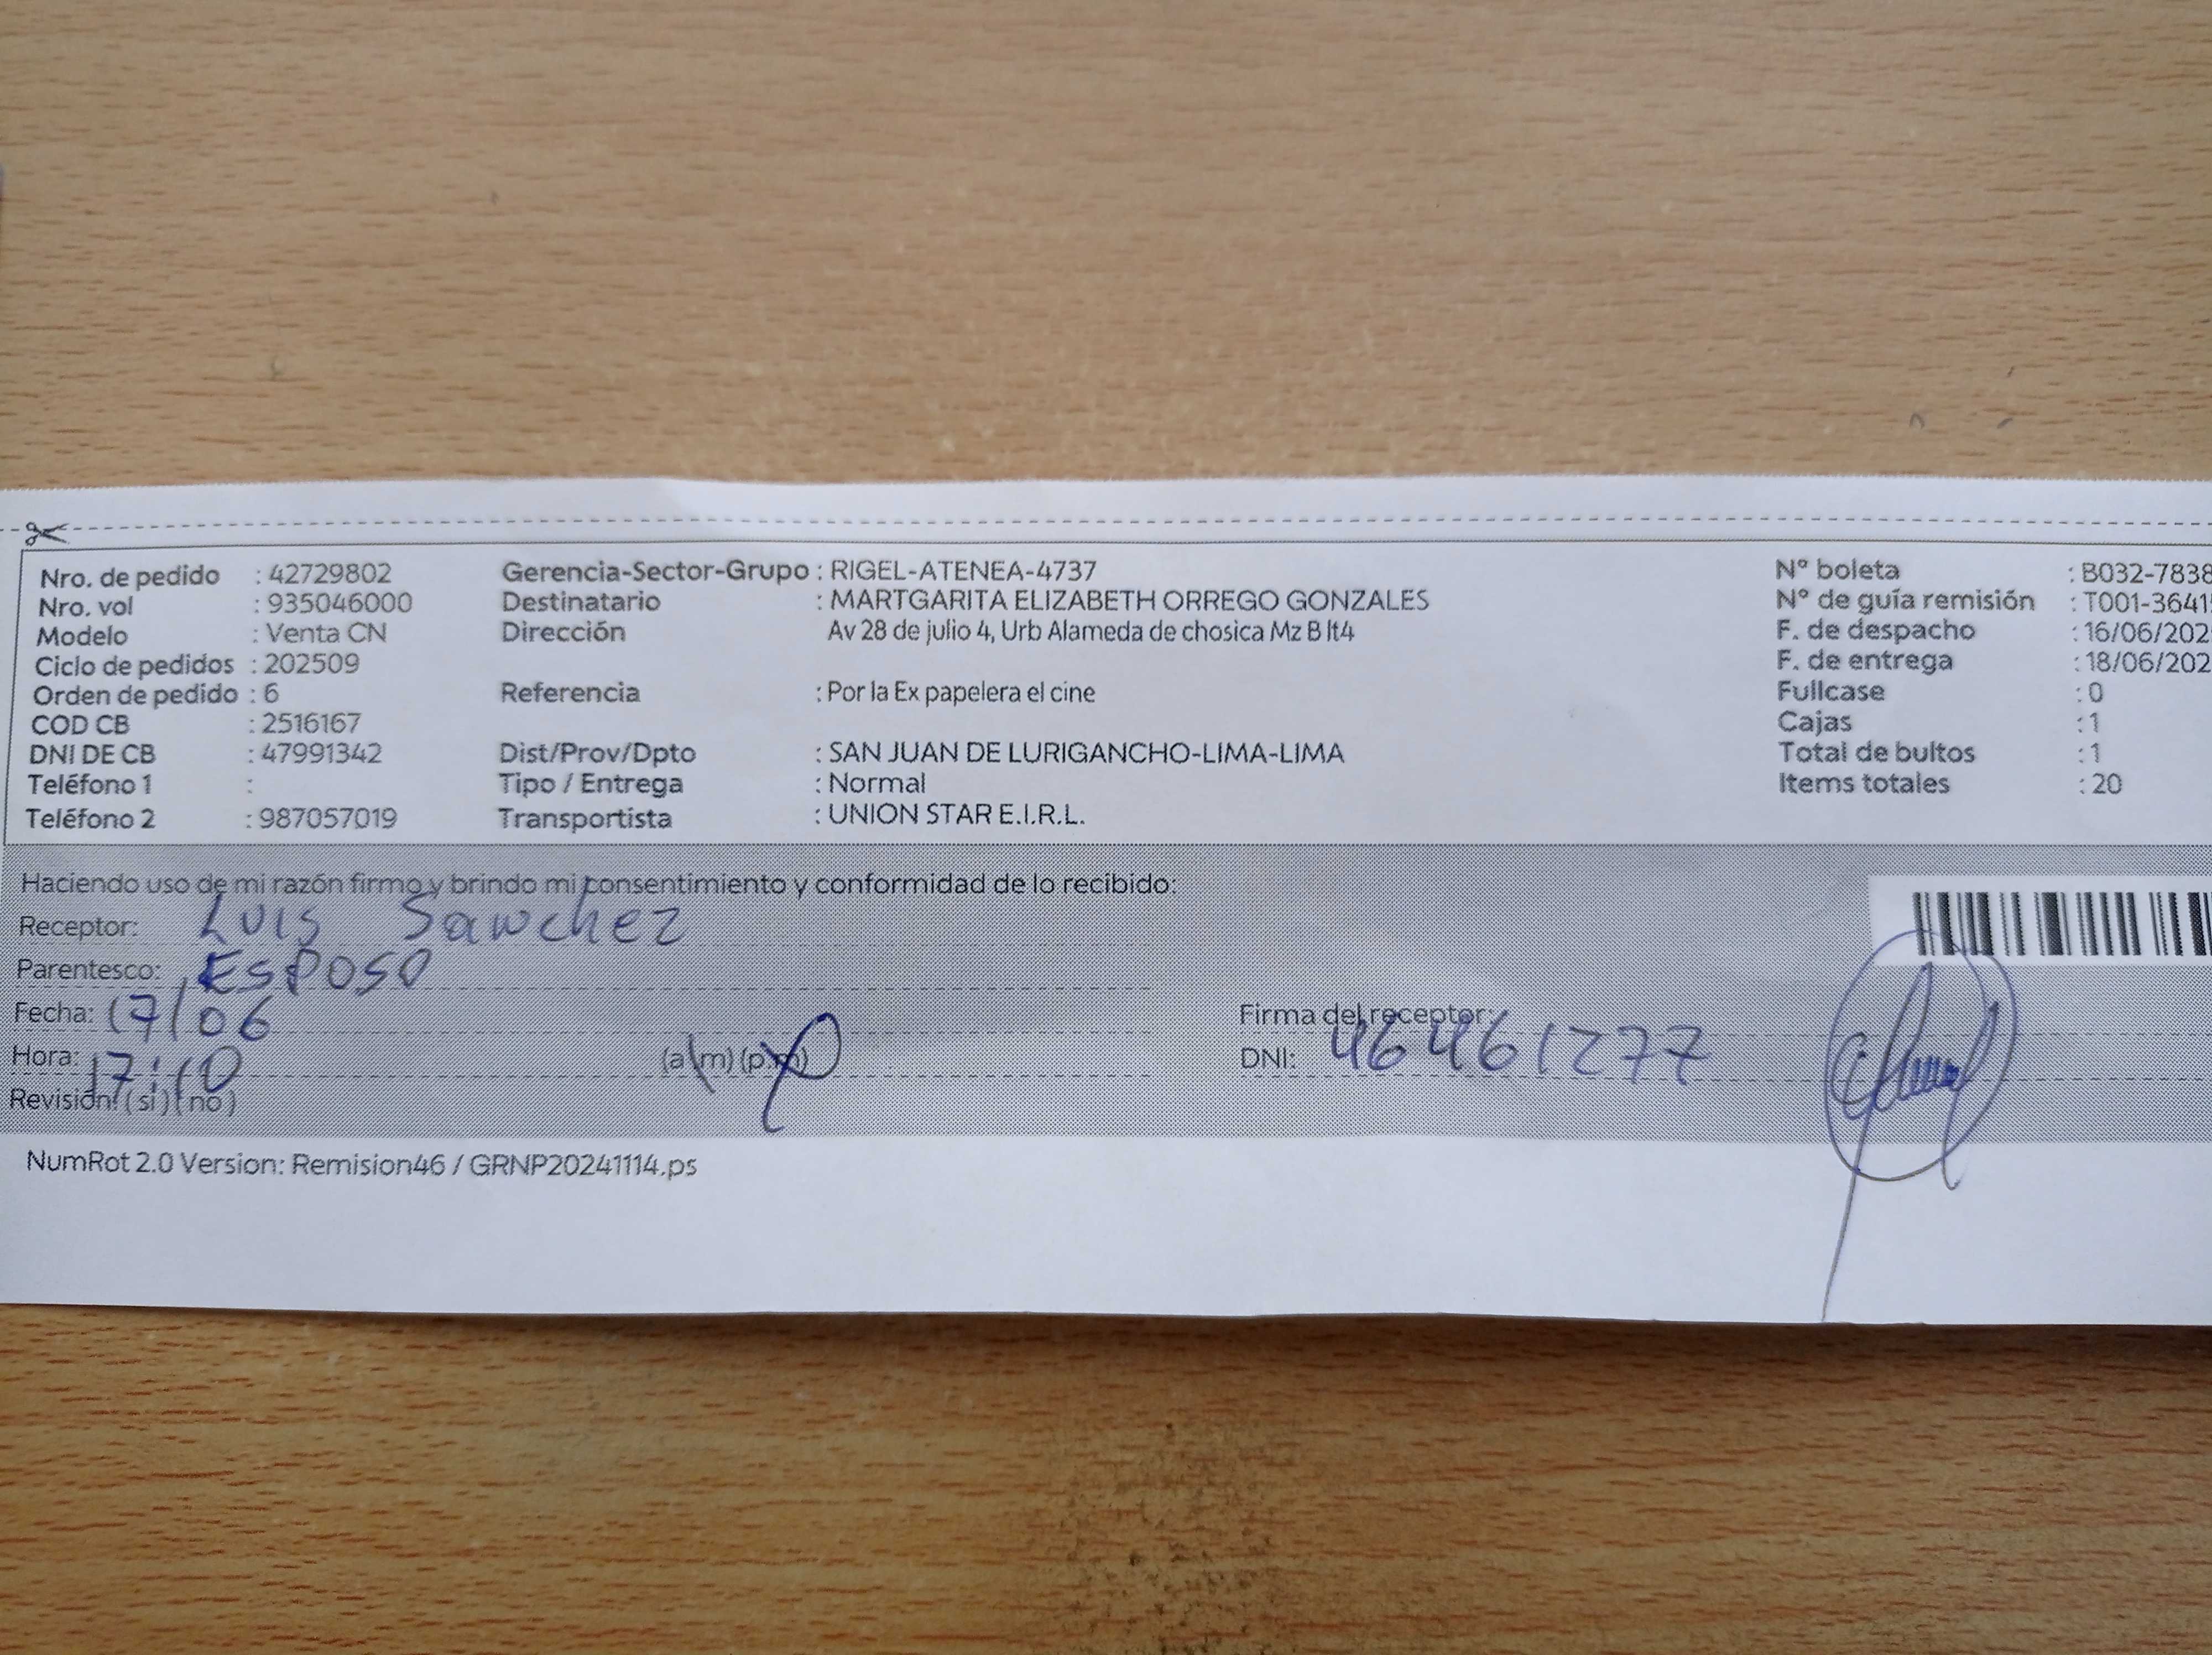 Nro. de pedido : 42729802 Gerencia-Sector-Grupo : RIGEL-ATENEA-4737 N° boleta : B032-7838
Nro. vol : 935046000 Destinatario : MARTGARITA ELIZABETH ORREGO GONZALES N° de guía remisión : T001-3641
Modelo : Venta CN Dirección Av 28 de julio 4, Urb Alameda de chosica Mz B lt4 F. de despacho : 16/06/202
Ciclo de pedidos : 202509 F. de entrega : 18/06/202
Orden de pedido : 6 Referencia : Por la Ex papelera el cine Fullcase : 0
COD CB : 2516167 Cajas : 1
DNI DE CB : 47991342 Dist/Prov/Dpto : SAN JUAN DE LURIGANCHO-LIMA-LIMA Total de bultos : 1
Teléfono 1 : Tipo / Entrega : Normal Items totales : 20
Teléfono 2 : 987057019 Transportista : UNION STAR E.I.R.L.
Haciendo uso de mi razón firmo y brindo mi consentimiento y conformidad de lo recibido:
Receptor: Luis Sanchez
Parentesco: ESPOSO
Fecha: 17/06 Firma del receptor:
Hora: 17:10 (a.m) (p.m) DNI: 46461277
Revisión: ( si ) ( no )
NumRot 2.0 Version: Remision46 / GRNP20241114.ps